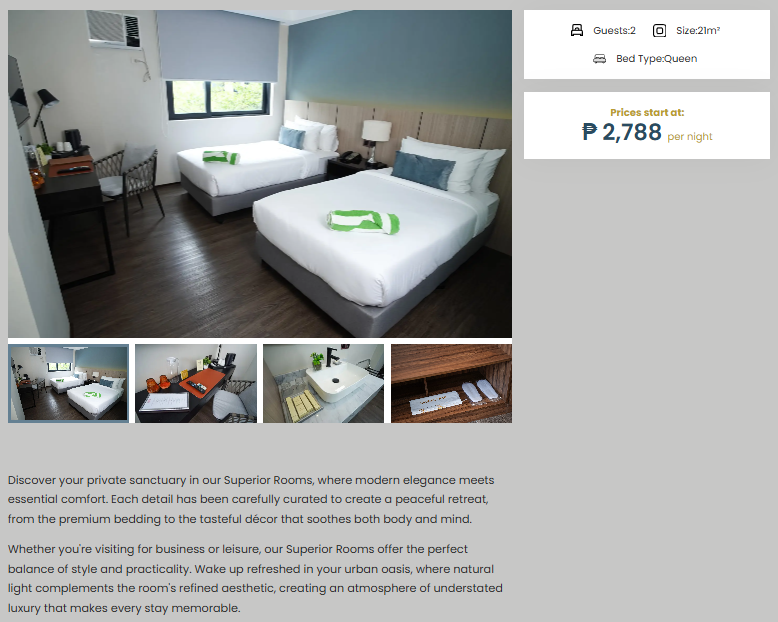 Guests:2 Size:21m²
Bed Type:Queen
Prices start at:
₱ 2,788 per night
Discover your private sanctuary in our Superior Rooms, where modern elegance meets
essential comfort. Each detail has been carefully curated to create a peaceful retreat,
from the premium bedding to the tasteful décor that soothes both body and mind.
Whether you're visiting for business or leisure, our Superior Rooms offer the perfect
balance of style and practicality. Wake up refreshed in your urban oasis, where natural
light complements the room's refined aesthetic, creating an atmosphere of understated
luxury that makes every stay memorable.